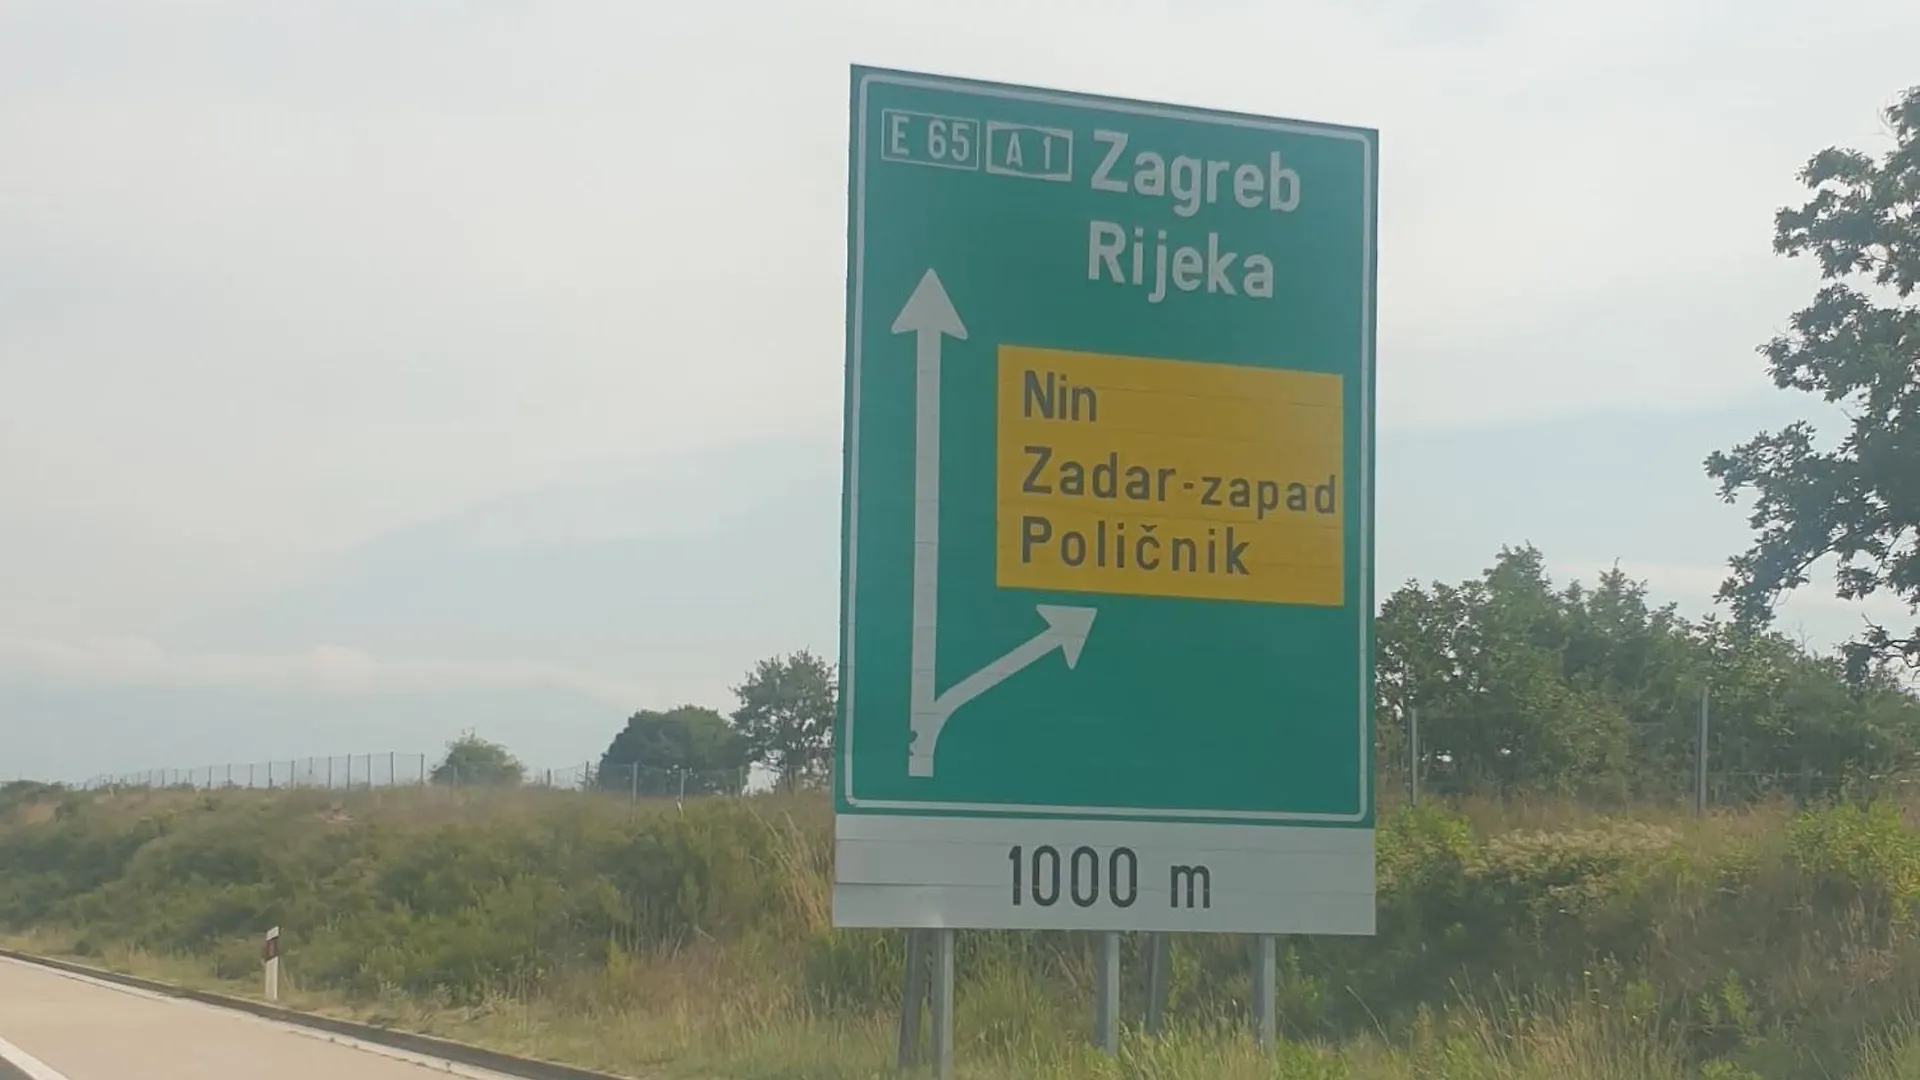 E 65 A 1 Zagreb
Rijeka
Nin
Zadar-zapad
Poličnik
1000 m